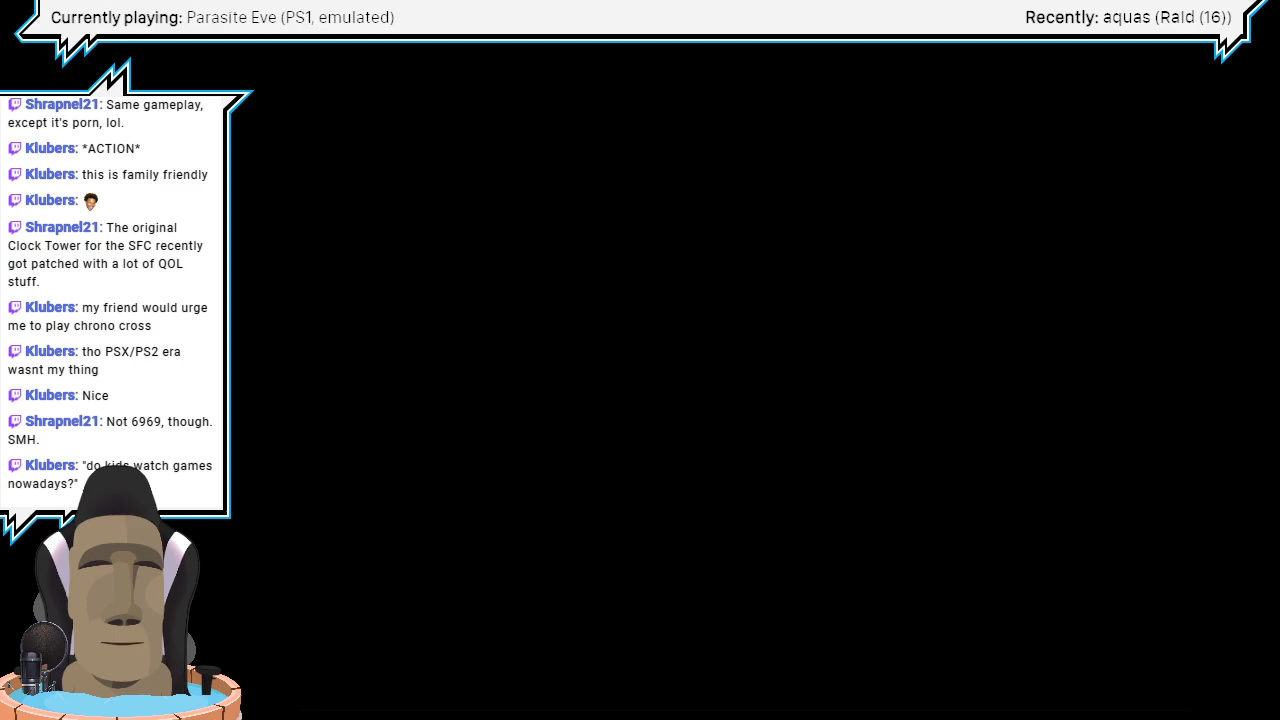 Currently playing: Parasite Eve (PS1, emulated)
Recently: aquas (Raid (16))
Shrapnel21: Same gameplay,
except it's porn, lol.
Klubers: *ACTION*
Klubers: this is family friendly
Klubers:
Shrapnel21: The original
Clock Tower for the SFC recently
got patched with a lot of QOL
stuff.
Klubers: my friend would urge
me to play chrono cross
Klubers: tho PSX/PS2 era
wasnt my thing
Klubers: Nice
Shrapnel21: Not 6969, though.
SMH.
Klubers: "do kids watch games
nowadays?"